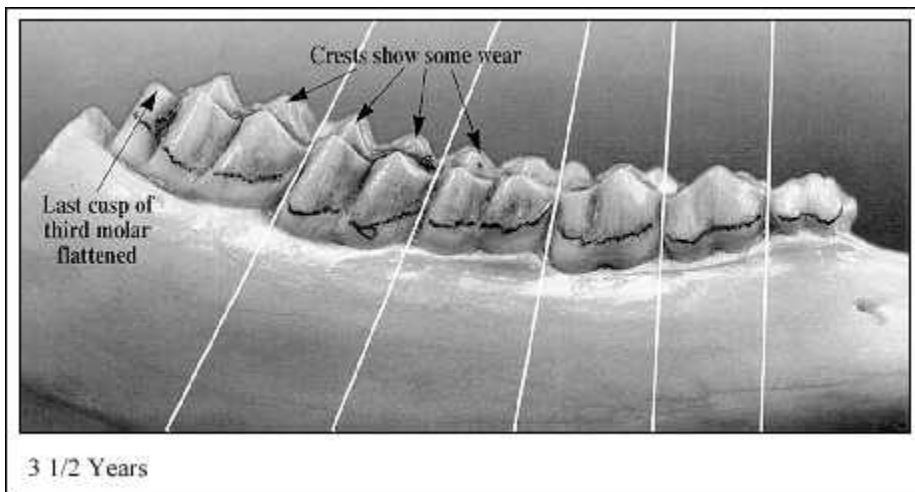 Crests show some wear
Last cusp of
third molar
flattened
3 1/2 Years